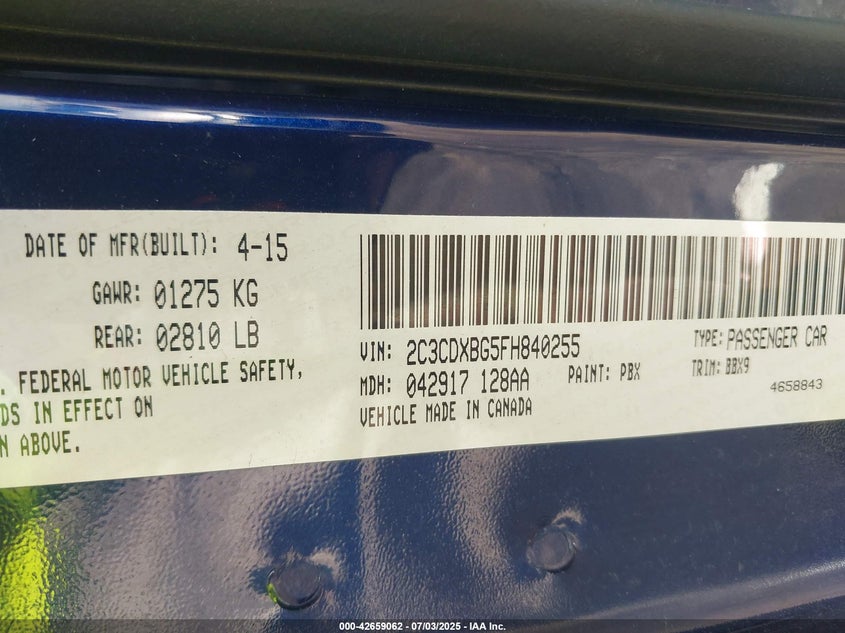 DATE OF MFR(BUILT): 4-15
GAWR: 01275 KG
REAR: 02810 LB
. FEDERAL MOTOR VEHICLE SAFETY,
DS IN EFFECT ON
N ABOVE.
VIN: 2C3CDXBG5FH840255
TYPE: PASSENGER CAR
MDH: 042917 128AA
PAINT: PBX
TRIM: BBX9
VEHICLE MADE IN CANADA
4658843
000-42659062 - 07/03/2025 - IAA Inc.